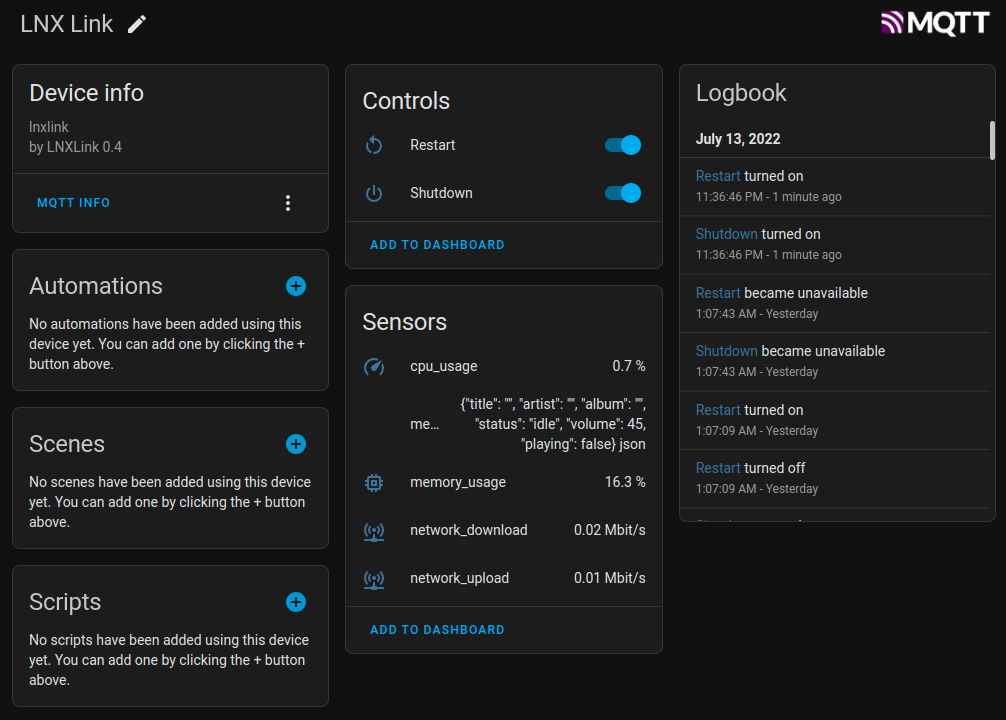 LNX Link
MQTT
Device info
lnxlink
by LNXLink 0.4
MQTT INFO
Automations
No automations have been added using this
device yet. You can add one by clicking the +
button above.
Scenes
No scenes have been added using this device
yet. You can add one by clicking the + button
above.
Scripts
No scripts have been added using this device
yet. You can add one by clicking the + button
above.
Controls
Restart
Shutdown
ADD TO DASHBOARD
Sensors
cpu_usage 0.7 %
{"title": "", "artist": "", "album": "",
me... "status": "idle", "volume": 45,
"playing": false} json
memory_usage 16.3 %
network_download 0.02 Mbit/s
network_upload 0.01 Mbit/s
ADD TO DASHBOARD
Logbook
July 13, 2022
Restart turned on
11:36:46 PM - 1 minute ago
Shutdown turned on
11:36:46 PM - 1 minute ago
Restart became unavailable
1:07:43 AM - Yesterday
Shutdown became unavailable
1:07:43 AM - Yesterday
Restart turned on
1:07:09 AM - Yesterday
Restart turned off
1:07:09 AM - Yesterday